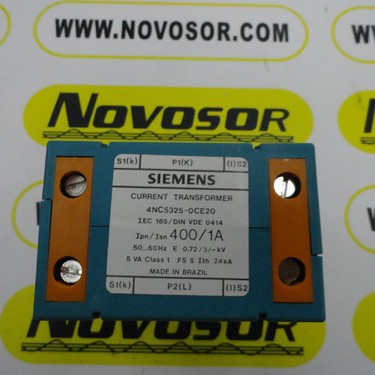 WWW.NOVOSOR.COM
WWW.NOVOSOR.C
NOVOSOR
S1(k) P1(K) (l)S2
SIEMENS
CURRENT TRANSFORMER
4NC5325-0CE20
IEC 185/DIN VDE 0414
Ipn/Isn 400/1A
50...60Hz E 0.72/3/-kV
5 VA Class 1 FS 5 Ith 24kA
MADE IN BRAZIL
S1(k) P2(L) (l)S2